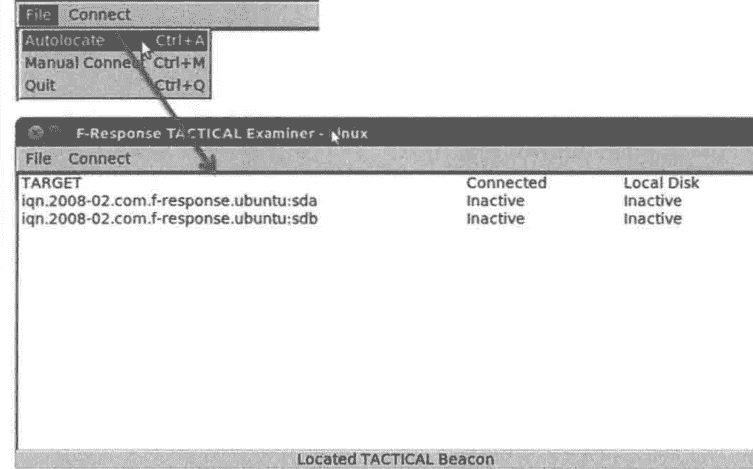 File Connect
Autolocate Ctrl+A
Manual Connect Ctrl+M
Quit Ctrl+Q
F-Response TACTICAL Examiner - Linux
File Connect
TARGET Connected Local Disk
iqn.2008-02.com.f-response.ubuntu:sda Inactive Inactive
iqn.2008-02.com.f-response.ubuntu:sdb Inactive Inactive
Located TACTICAL Beacon